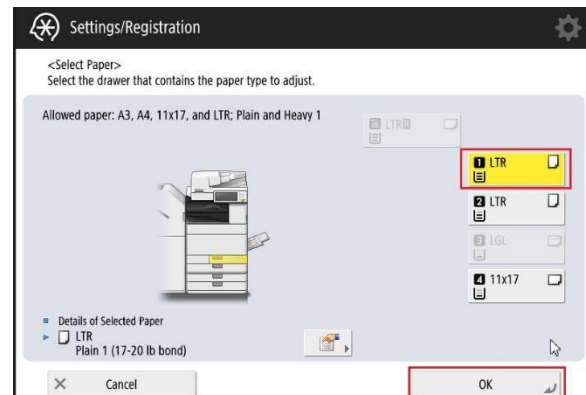 Settings/Registration
<Select Paper>
Select the drawer that contains the paper type to adjust.
Allowed paper: A3, A4, 11x17, and LTR; Plain and Heavy 1
LTRR
1 LTR
2 LTR
3 LGL
4 11x17
Details of Selected Paper
LTR
Plain 1 (17-20 lb bond)
Cancel
OK